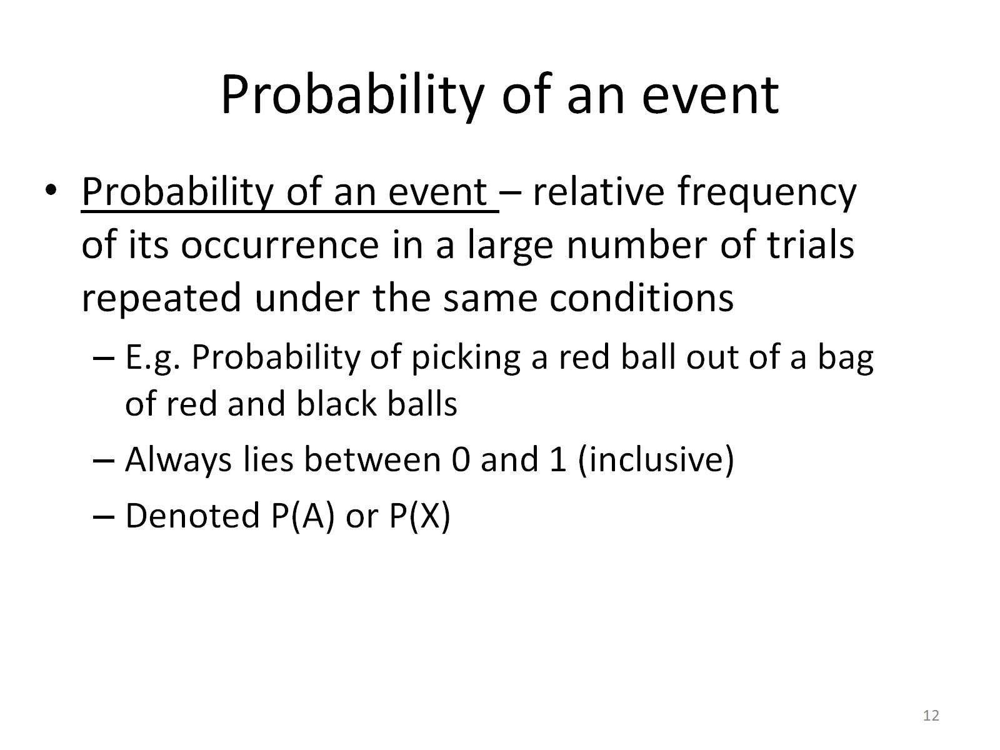 Probability of an event
• Probability of an event – relative frequency
of its occurrence in a large number of trials
repeated under the same conditions
– E.g. Probability of picking a red ball out of a bag
of red and black balls
– Always lies between 0 and 1 (inclusive)
– Denoted P(A) or P(X)
12